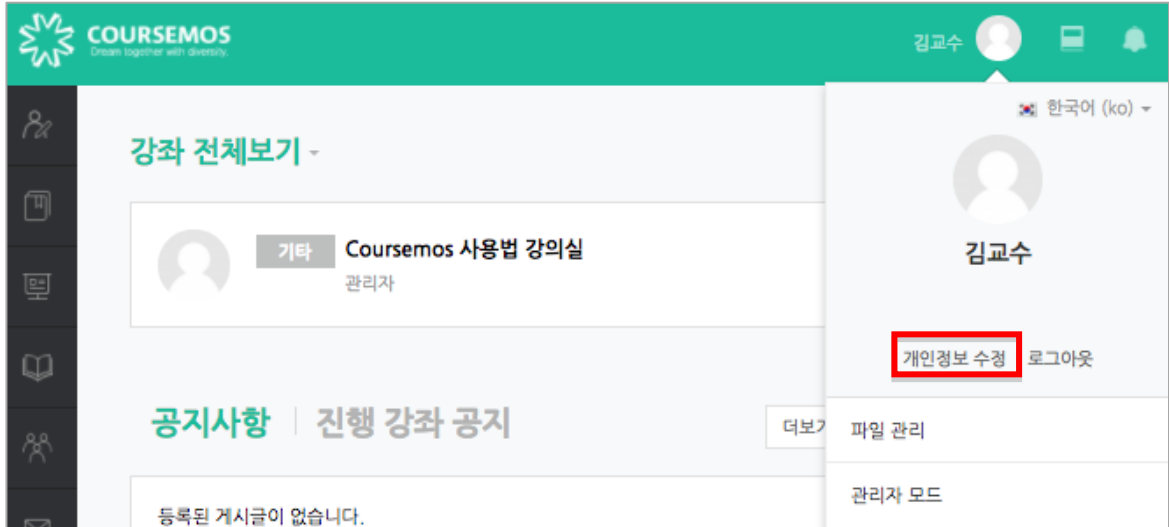 COURSEMOS
Dream together with diversity.
김교수
한국어 (ko)
강좌 전체보기
기타
Coursemos 사용법 강의실
관리자
김교수
개인정보 수정
로그아웃
공지사항
진행 강좌 공지
파일 관리
관리자 모드
등록된 게시글이 없습니다.